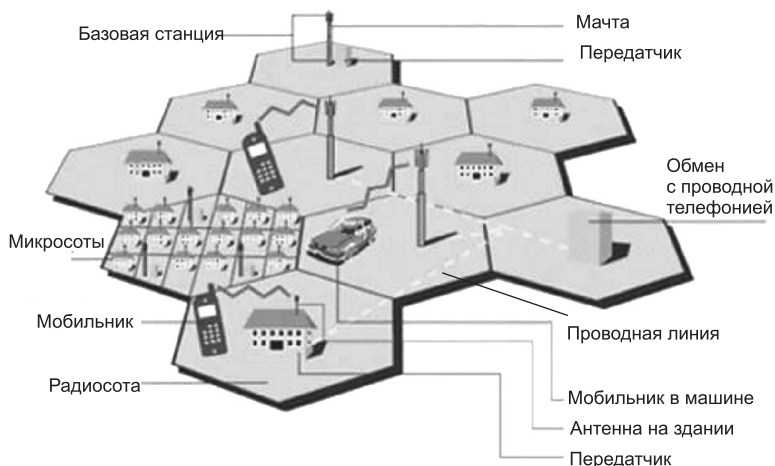 Базовая станция
Мачта
Передатчик
Обмен
с проводной
телефонией
Микросоты
Мобильник
Проводная линия
Радиосота
Мобильник в машине
Антенна на здании
Передатчик